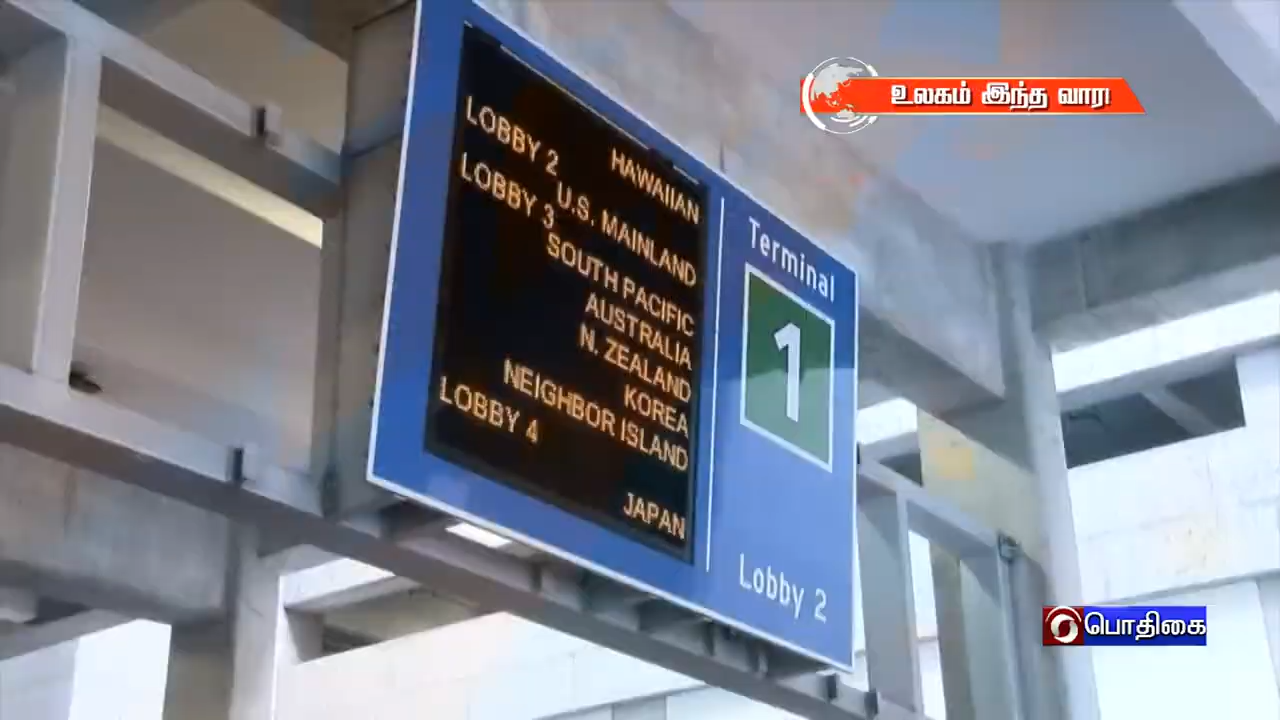 உலகம் இந்த வார
LOBBY 2 HAWAIIAN
U.S. MAINLAND
LOBBY 3
SOUTH PACIFIC
AUSTRALIA
N. ZEALAND
KOREA
NEIGHBOR ISLAND
LOBBY 4
JAPAN
Terminal
1
Lobby 2
பொதிகை